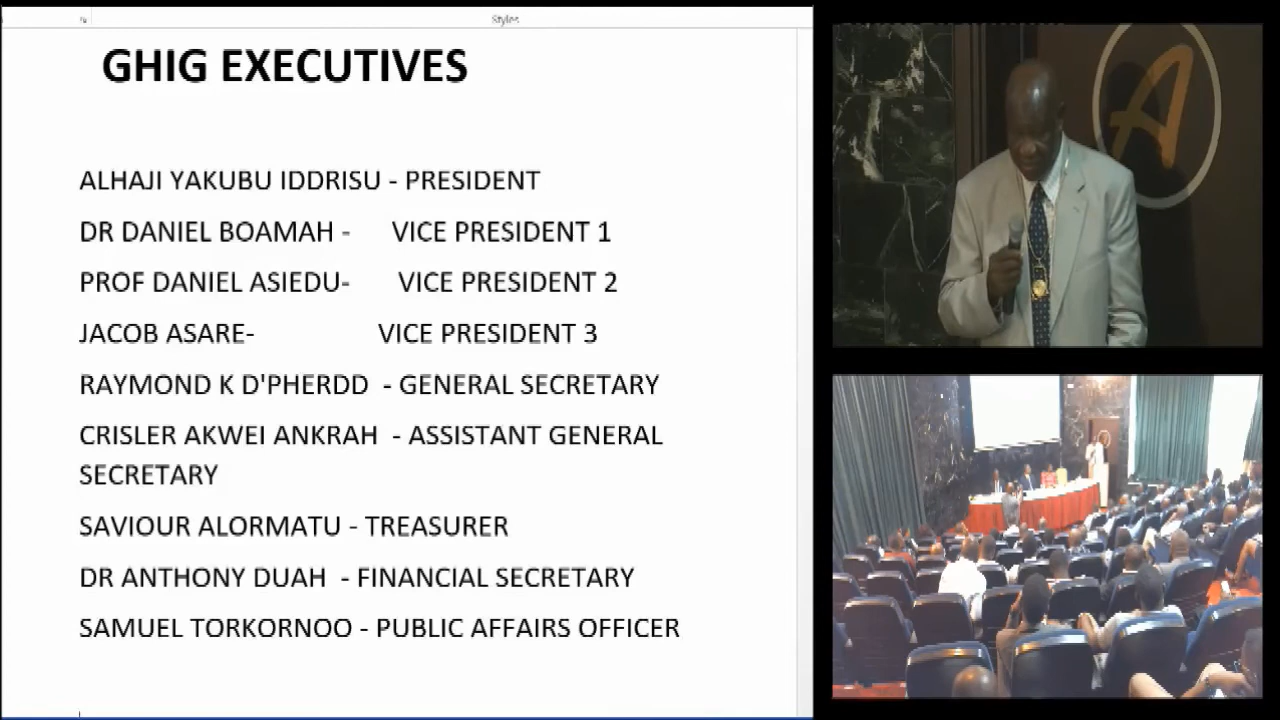 Styles
GHIG EXECUTIVES
ALHAJI YAKUBU IDDRISU - PRESIDENT
DR DANIEL BOAMAH - VICE PRESIDENT 1
PROF DANIEL ASIEDU- VICE PRESIDENT 2
JACOB ASARE- VICE PRESIDENT 3
RAYMOND K D'PHERDD - GENERAL SECRETARY
CRISLER AKWEI ANKRAH - ASSISTANT GENERAL
SECRETARY
SAVIOUR ALORMATU - TREASURER
DR ANTHONY DUAH - FINANCIAL SECRETARY
SAMUEL TORKORNOO - PUBLIC AFFAIRS OFFICER
A